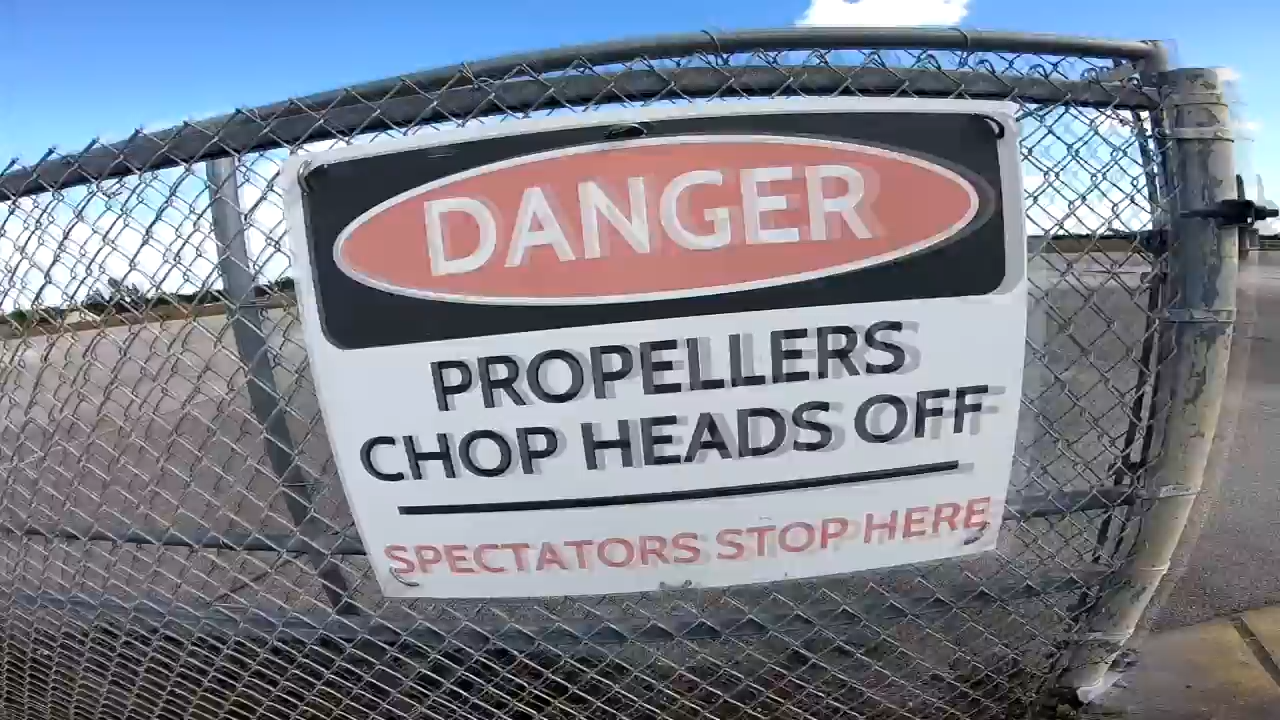 DANGER
PROPELLERS
CHOP HEADS OFF
SPECTATORS STOP HERE